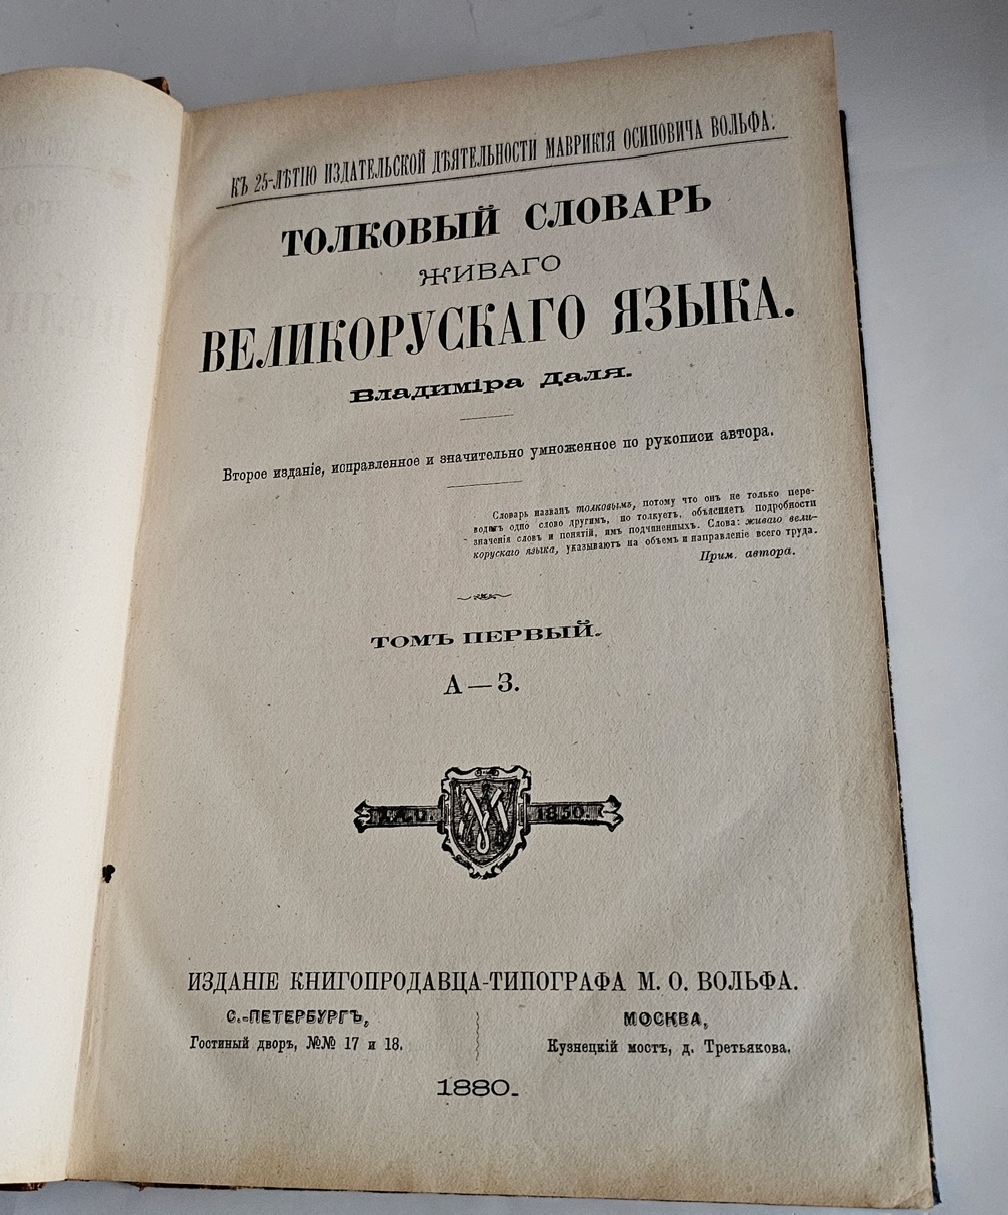 КЪ 25-ЛѢТІЮ ИЗДАТЕЛЬСКОЙ ДѢЯТЕЛЬНОСТИ МАВРИКІЯ ОСИПОВИЧА ВОЛЬФА.
ТОЛКОВЫЙ СЛОВАРЬ
ЖИВАГО
ВЕЛИКОРУСКАГО ЯЗЫКА.
Владиміра Даля.
Второе изданіе, исправленное и значительно умноженное по рукописи автора.
Словарь названъ толковымъ, потому что онъ не только пере-
водитъ одно слово другимъ, но толкуетъ, объясняетъ подробности
значенія словъ и понятій, имъ подчиненныхъ. Слова: живаго вели-
корускаго языка, указываютъ на объемъ и направленіе всего труда.
Прим. автора.
ТОМЪ ПЕРВЫЙ.
А — З.
1850.
ИЗДАНІЕ КНИГОПРОДАВЦА-ТИПОГРАФА М. О. ВОЛЬФА.
С.-ПЕТЕРБУРГЪ,
Гостиный дворъ, №№ 17 и 18.
МОСКВА,
Кузнецкій мостъ, д. Третьякова.
1880.